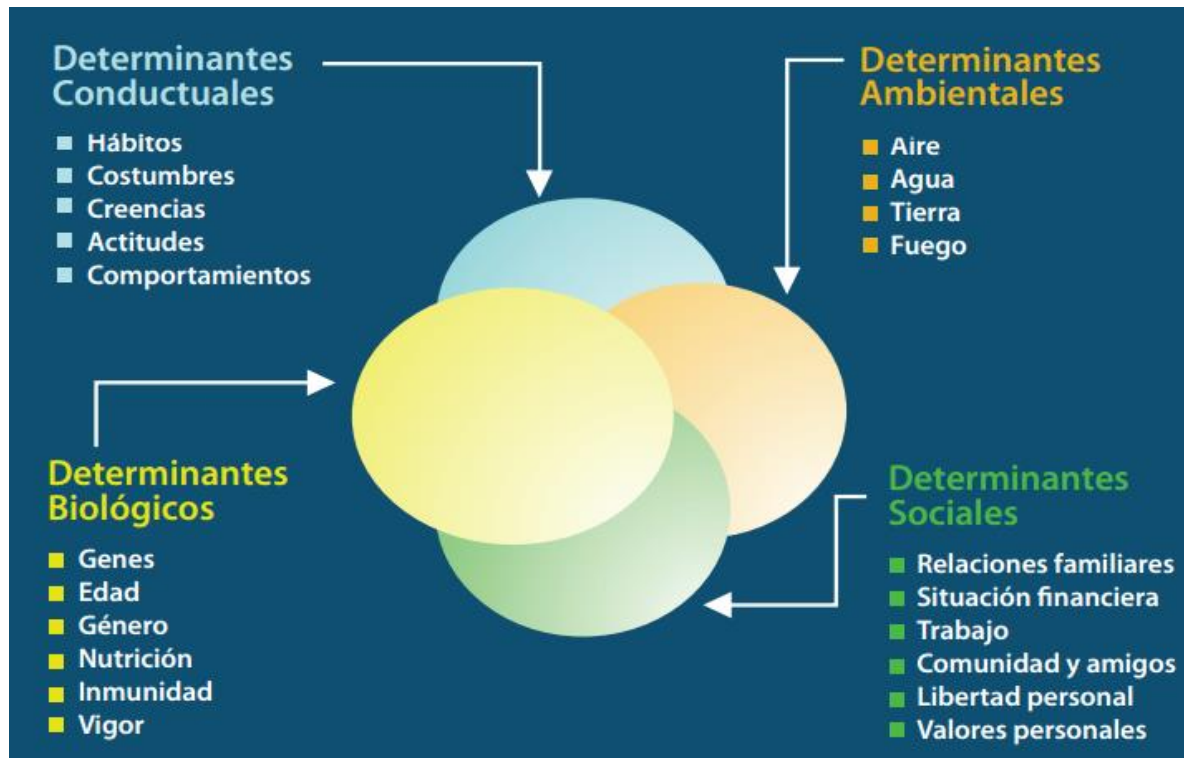 Determinantes
Conductuales
Hábitos
Costumbres
Creencias
Actitudes
Comportamientos
Determinantes
Ambientales
Aire
Agua
Tierra
Fuego
Determinantes
Biológicos
Genes
Edad
Género
Nutrición
Inmunidad
Vigor
Determinantes
Sociales
Relaciones familiares
Situación financiera
Trabajo
Comunidad y amigos
Libertad personal
Valores personales